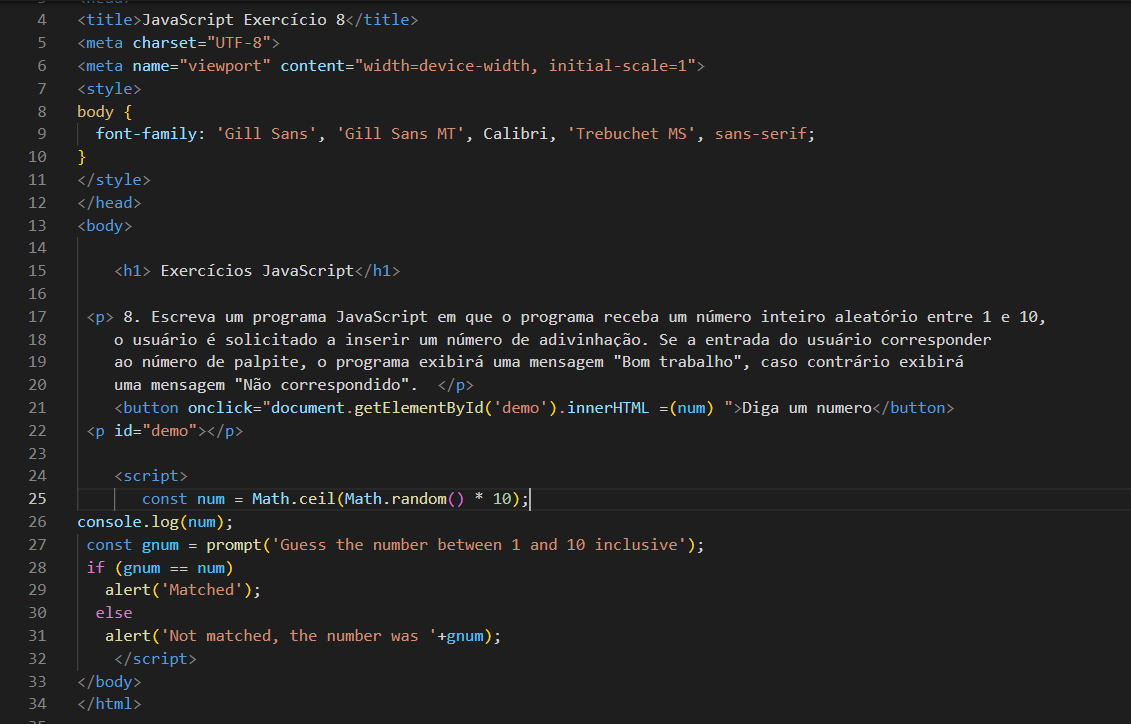 4 <title>JavaScript Exercício 8</title>
5 <meta charset="UTF-8">
6 <meta name="viewport" content="width=device-width, initial-scale=1">
7 <style>
8 body {
9 font-family: 'Gill Sans', 'Gill Sans MT', Calibri, 'Trebuchet MS', sans-serif;
10 }
11 </style>
12 </head>
13 <body>
14
15 <h1> Exercícios JavaScript</h1>
16
17 <p> 8. Escreva um programa JavaScript em que o programa receba um número inteiro aleatório entre 1 e 10,
18 o usuário é solicitado a inserir um número de adivinhação. Se a entrada do usuário corresponder
19 ao número de palpite, o programa exibirá uma mensagem "Bom trabalho", caso contrário exibirá
20 uma mensagem "Não correspondido".  </p>
21 <button onclick="document.getElementById('demo').innerHTML =(num) ">Diga um numero</button>
22 <p id="demo"></p>
23
24 <script>
25 const num = Math.ceil(Math.random() * 10);
26 console.log(num);
27 const gnum = prompt('Guess the number between 1 and 10 inclusive');
28 if (gnum == num)
29 alert('Matched');
30 else
31 alert('Not matched, the number was '+gnum);
32 </script>
33 </body>
34 </html>